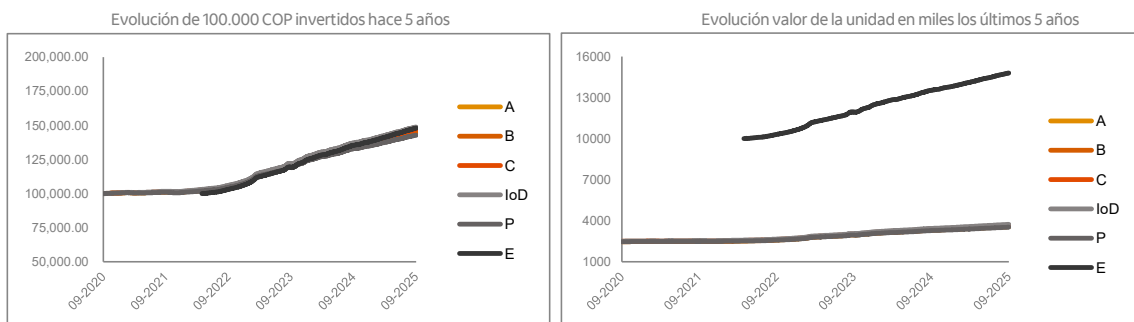 Evolución de 100.000 COP invertidos hace 5 años
200,000.00
175,000.00
150,000.00
125,000.00
100,000.00
75,000.00
50,000.00
09-2020
09-2021
09-2022
09-2023
09-2024
09-2025
A
B
C
IoD
P
E
Evolución valor de la unidad en miles los últimos 5 años
16000
13000
10000
7000
4000
1000
09-2020
09-2021
09-2022
09-2023
09-2024
09-2025
A
B
C
IoD
P
E